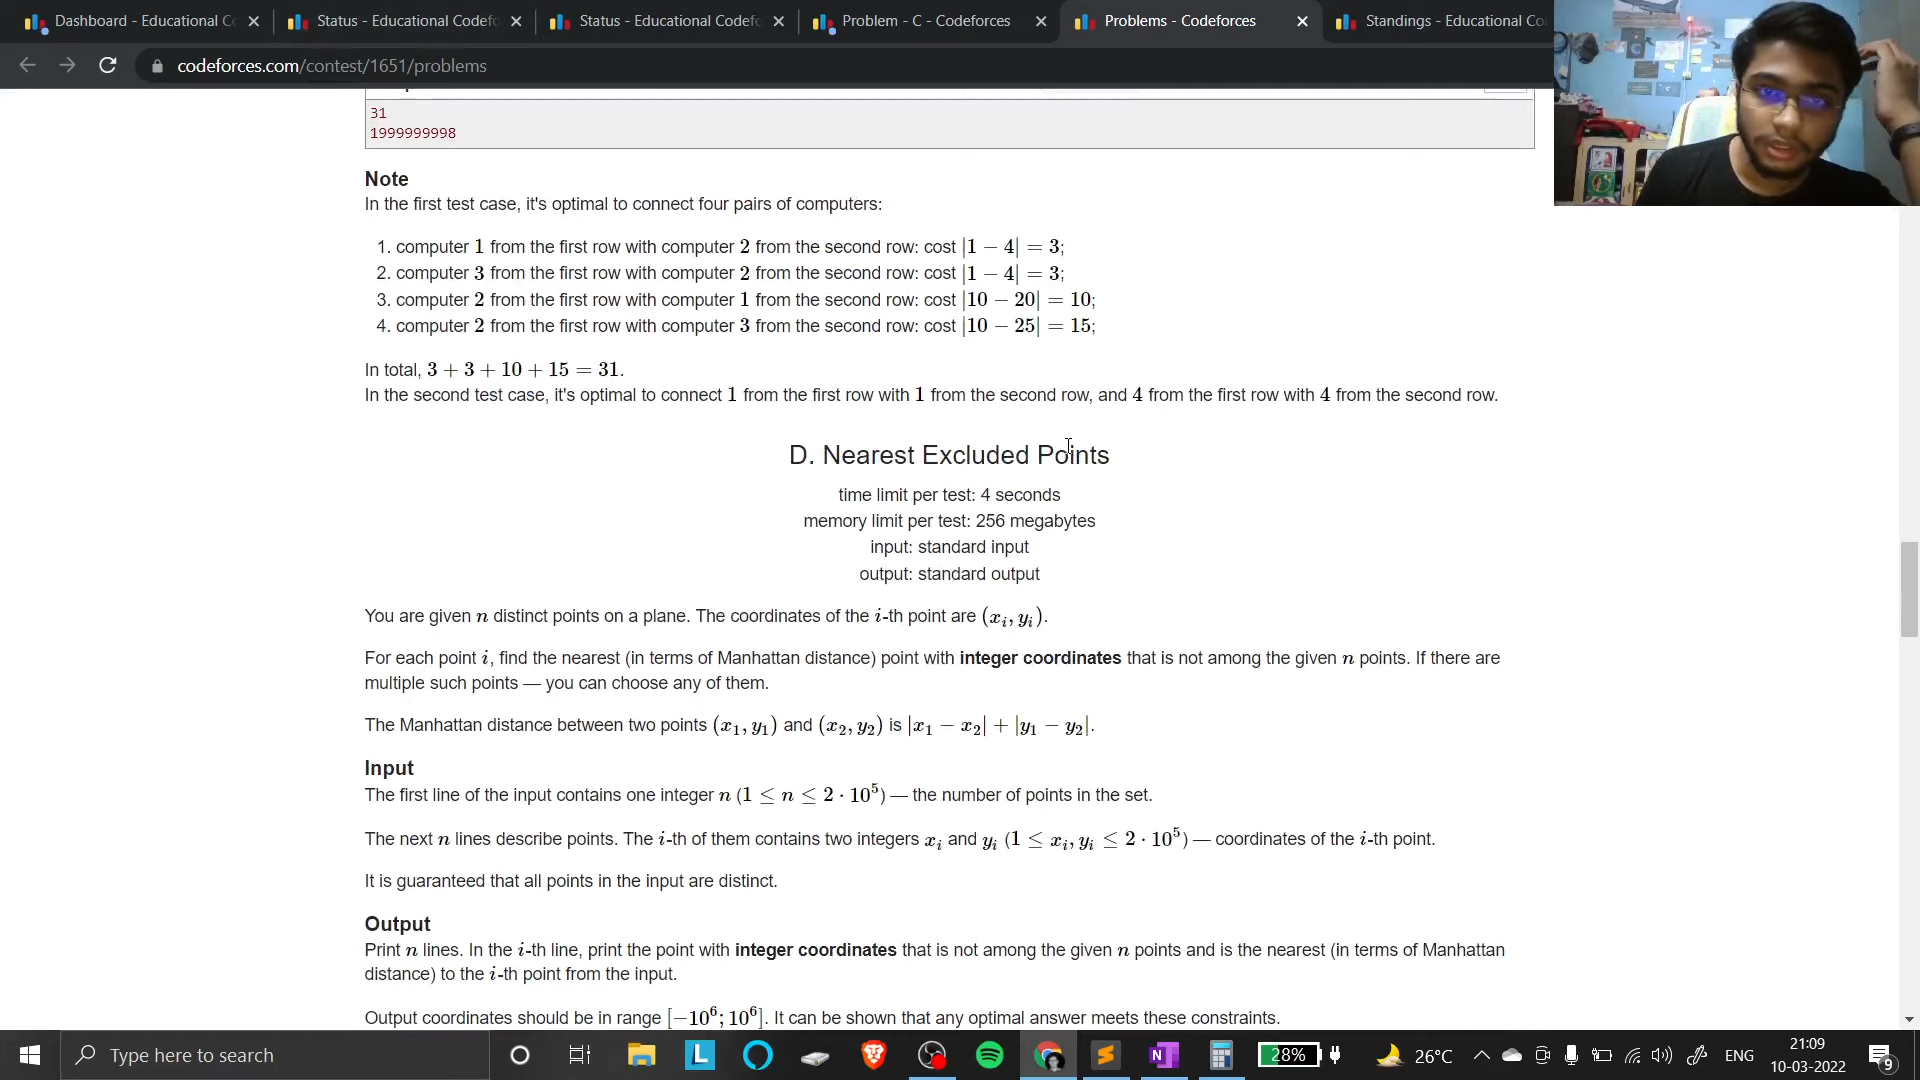 Dashboard - Educational Co
Status - Educational Codefo
Status - Educational Codefo
Problem - C - Codeforces
Problems - Codeforces
Standings - Educational Co
codeforces.com/contest/1651/problems
31
1999999998
Note
In the first test case, it's optimal to connect four pairs of computers:
1. computer 1 from the first row with computer 2 from the second row: cost |1 − 4| = 3;
2. computer 3 from the first row with computer 2 from the second row: cost |1 − 4| = 3;
3. computer 2 from the first row with computer 1 from the second row: cost |10 − 20| = 10;
4. computer 2 from the first row with computer 3 from the second row: cost |10 − 25| = 15;
In total, 3 + 3 + 10 + 15 = 31.
In the second test case, it's optimal to connect 1 from the first row with 1 from the second row, and 4 from the first row with 4 from the second row.
D. Nearest Excluded Points
time limit per test: 4 seconds
memory limit per test: 256 megabytes
input: standard input
output: standard output
You are given n distinct points on a plane. The coordinates of the i-th point are (xᵢ, yᵢ).
For each point i, find the nearest (in terms of Manhattan distance) point with integer coordinates that is not among the given n points. If there are
multiple such points — you can choose any of them.
The Manhattan distance between two points (x₁, y₁) and (x₂, y₂) is |x₁ − x₂| + |y₁ − y₂|.
Input
The first line of the input contains one integer n (1 ≤ n ≤ 2 · 10⁵) — the number of points in the set.
The next n lines describe points. The i-th of them contains two integers xᵢ and yᵢ (1 ≤ xᵢ, yᵢ ≤ 2 · 10⁵) — coordinates of the i-th point.
It is guaranteed that all points in the input are distinct.
Output
Print n lines. In the i-th line, print the point with integer coordinates that is not among the given n points and is the nearest (in terms of Manhattan
distance) to the i-th point from the input.
Output coordinates should be in range [−10⁶; 10⁶]. It can be shown that any optimal answer meets these constraints.
Type here to search
L
N
28%
26°C
ENG
21:09
10-03-2022
9